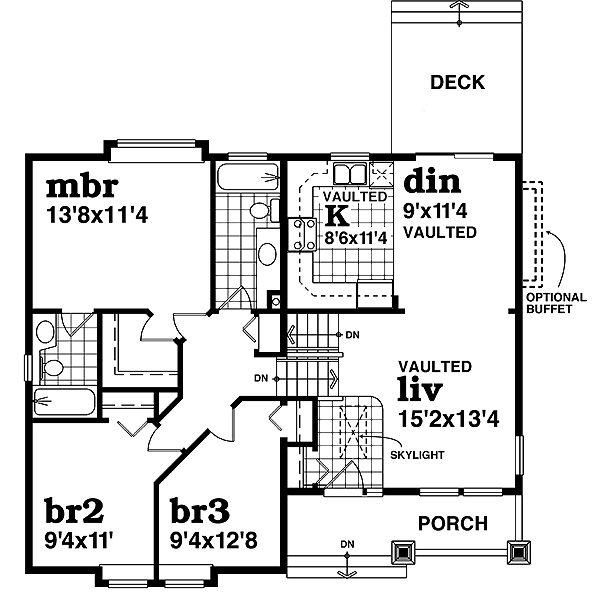 DECK
mbr
13'8x11'4
VAULTED
K
8'6x11'4
din
9'x11'4
VAULTED
OPTIONAL
BUFFET
DN
DN
VAULTED
liv
15'2x13'4
SKYLIGHT
br2
9'4x11'
br3
9'4x12'8
PORCH
DN